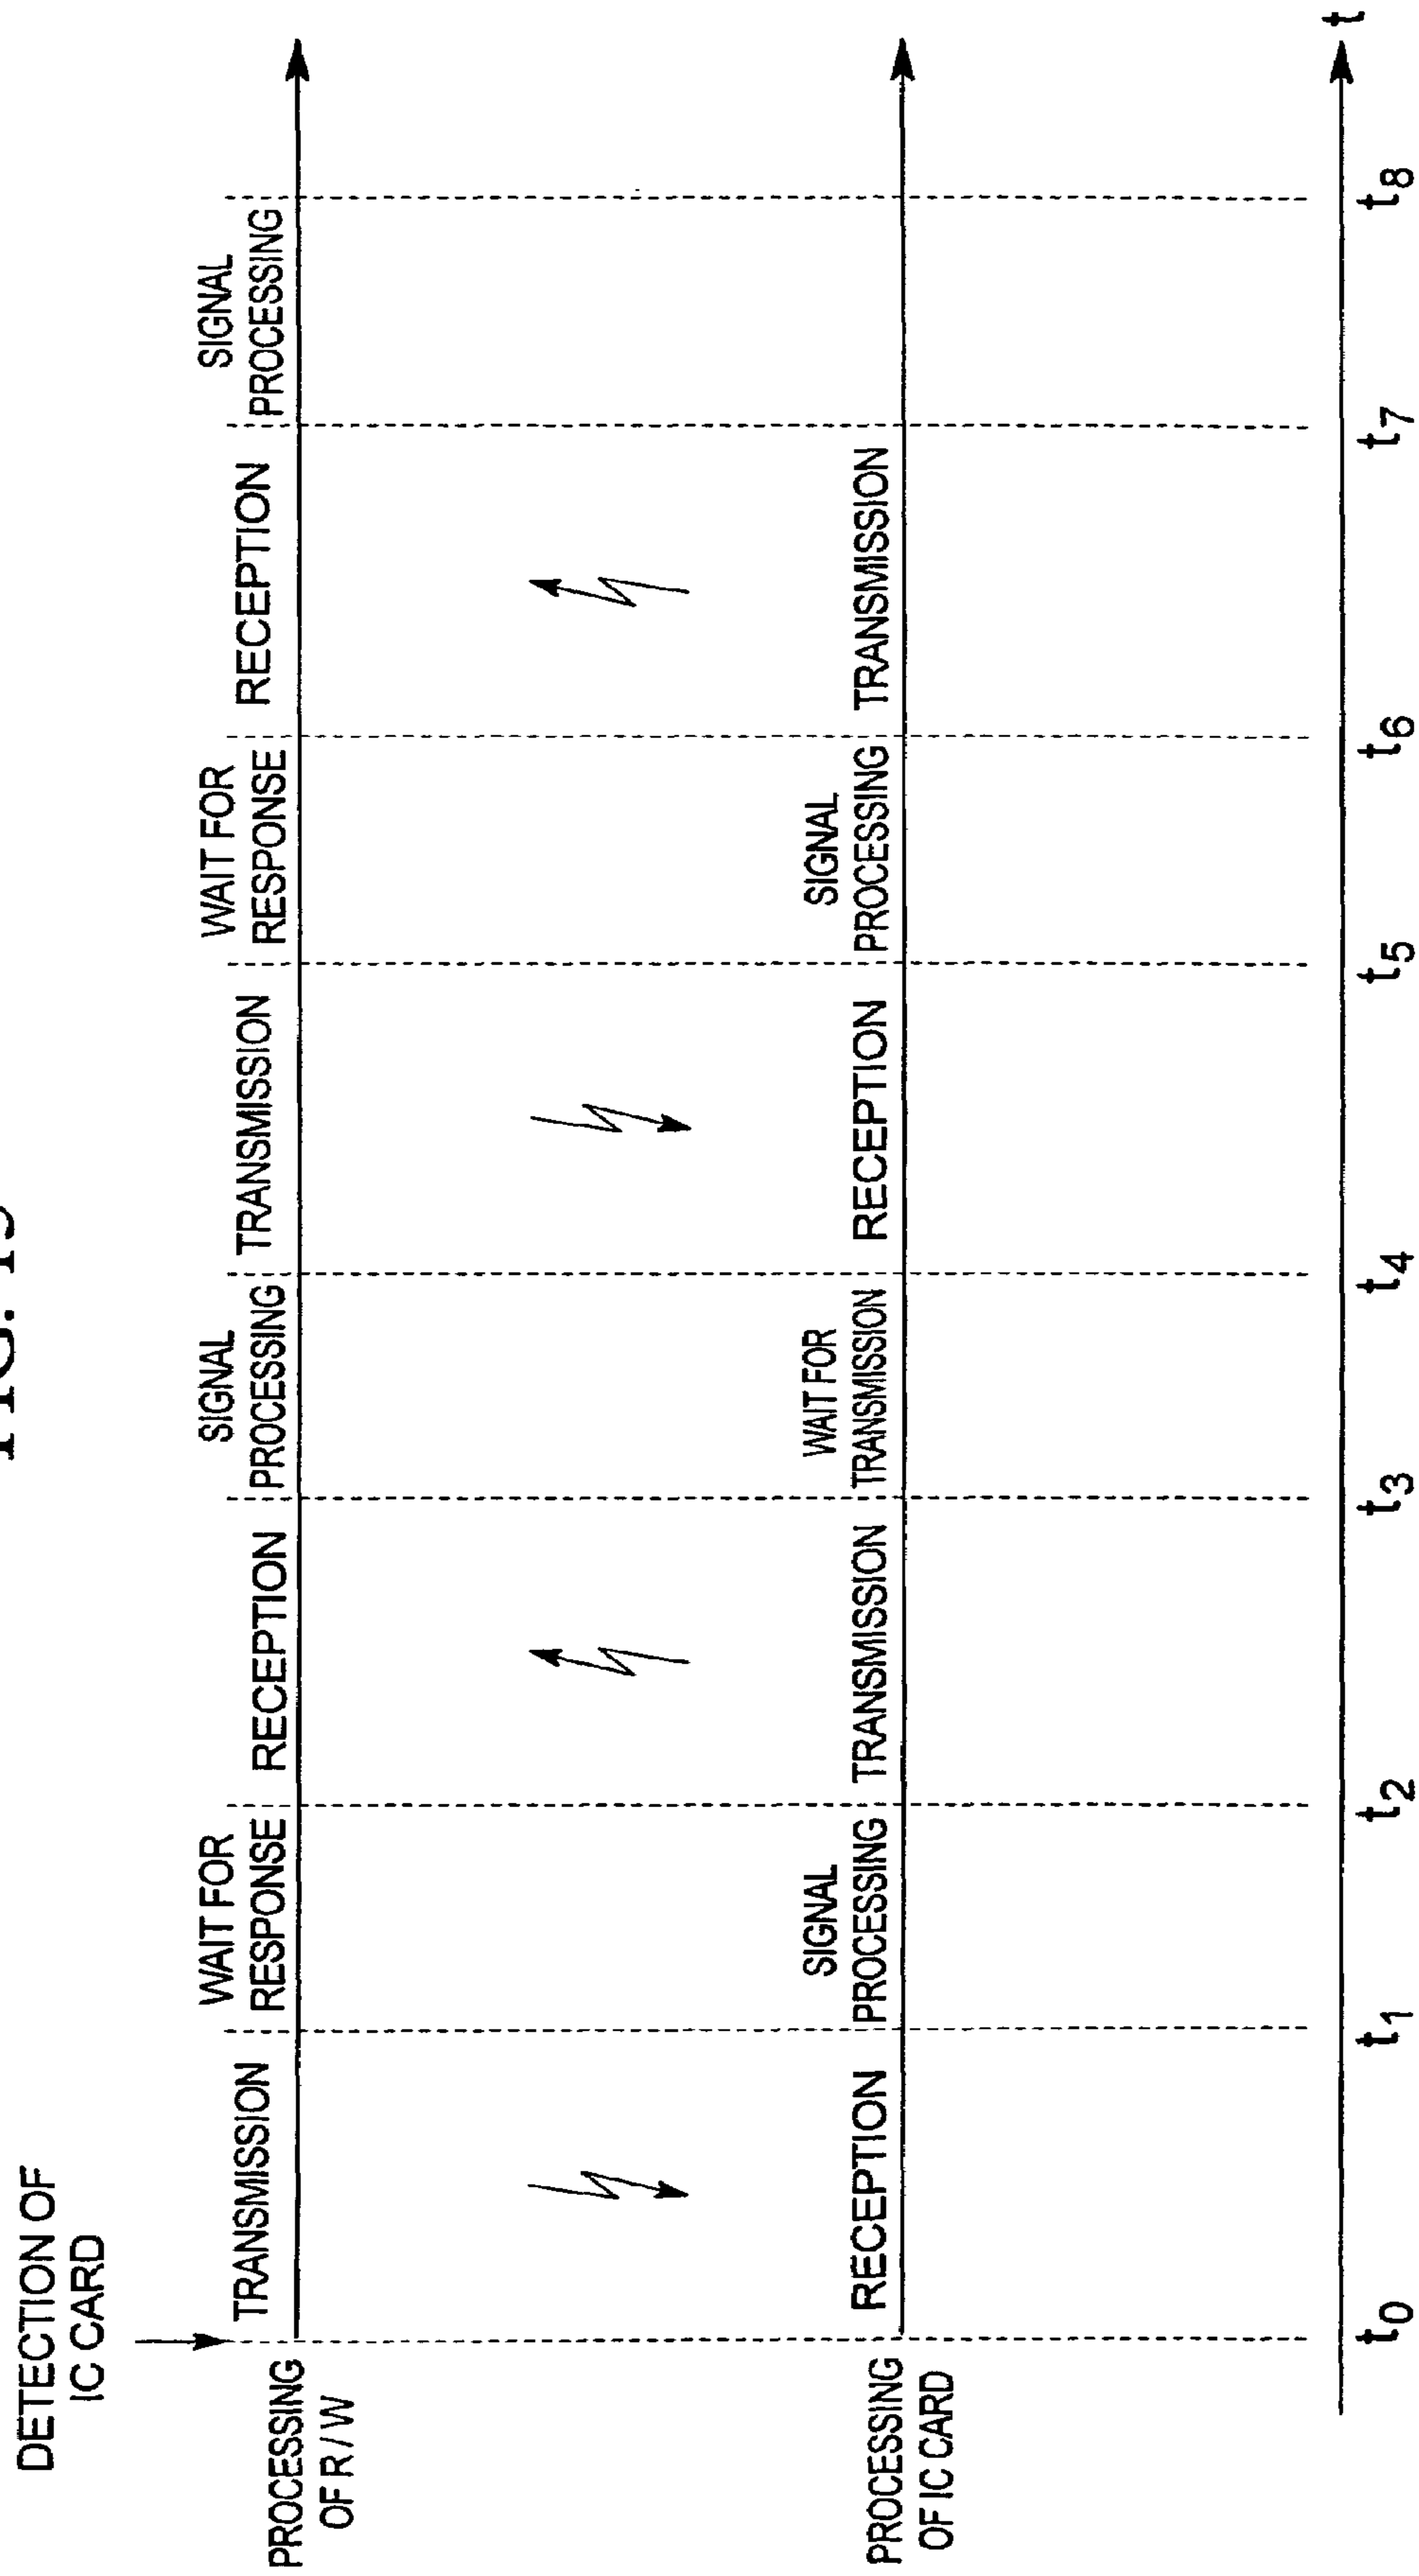 DETECTION OF
IC CARD
PROCESSING
OF R / W
TRANSMISSION
WAIT FOR
RESPONSE
RECEPTION
SIGNAL
PROCESSING
TRANSMISSION
WAIT FOR
RESPONSE
RECEPTION
SIGNAL
PROCESSING
PROCESSING
OF IC CARD
RECEPTION
SIGNAL
PROCESSING
TRANSMISSION
WAIT FOR
TRANSMISSION
RECEPTION
SIGNAL
PROCESSING
TRANSMISSION
t0 t1 t2 t3 t4 t5 t6 t7 t8 t